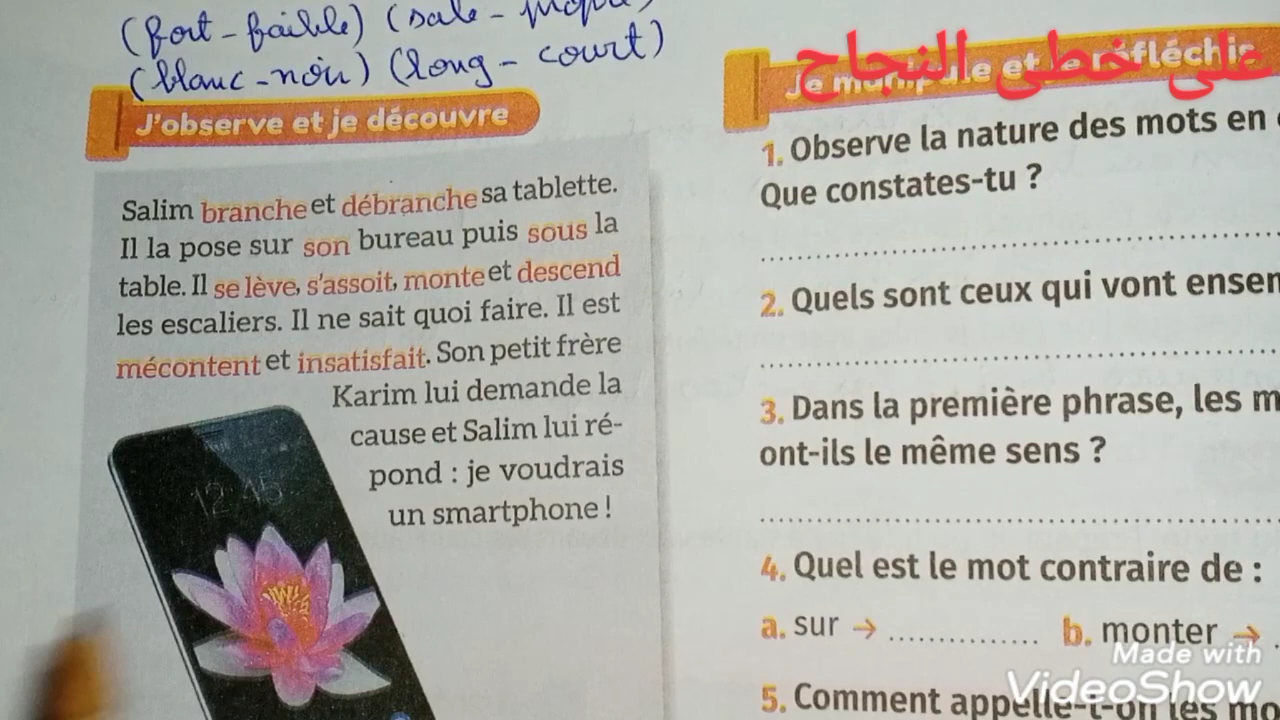 (fort - faible) (sale - propre)
(blanc - noir) (long - court)
J'observe et je découvre
Salim branche et débranche sa tablette.
Il la pose sur son bureau puis sous la
table. Il se lève, s'assoit, monte et descend
les escaliers. Il ne sait quoi faire. Il est
mécontent et insatisfait. Son petit frère
Karim lui demande la
cause et Salim lui ré-
pond : je voudrais
un smartphone !
12:45
على خطى النجاح
Je manipule et je réfléchis
1. Observe la nature des mots en
Que constates-tu ?
2. Quels sont ceux qui vont ensem
3. Dans la première phrase, les m
ont-ils le même sens ?
4. Quel est le mot contraire de :
a. sur → .............. b. monter →
5. Comment appelle-t-on les mo
Made with
VideoShow